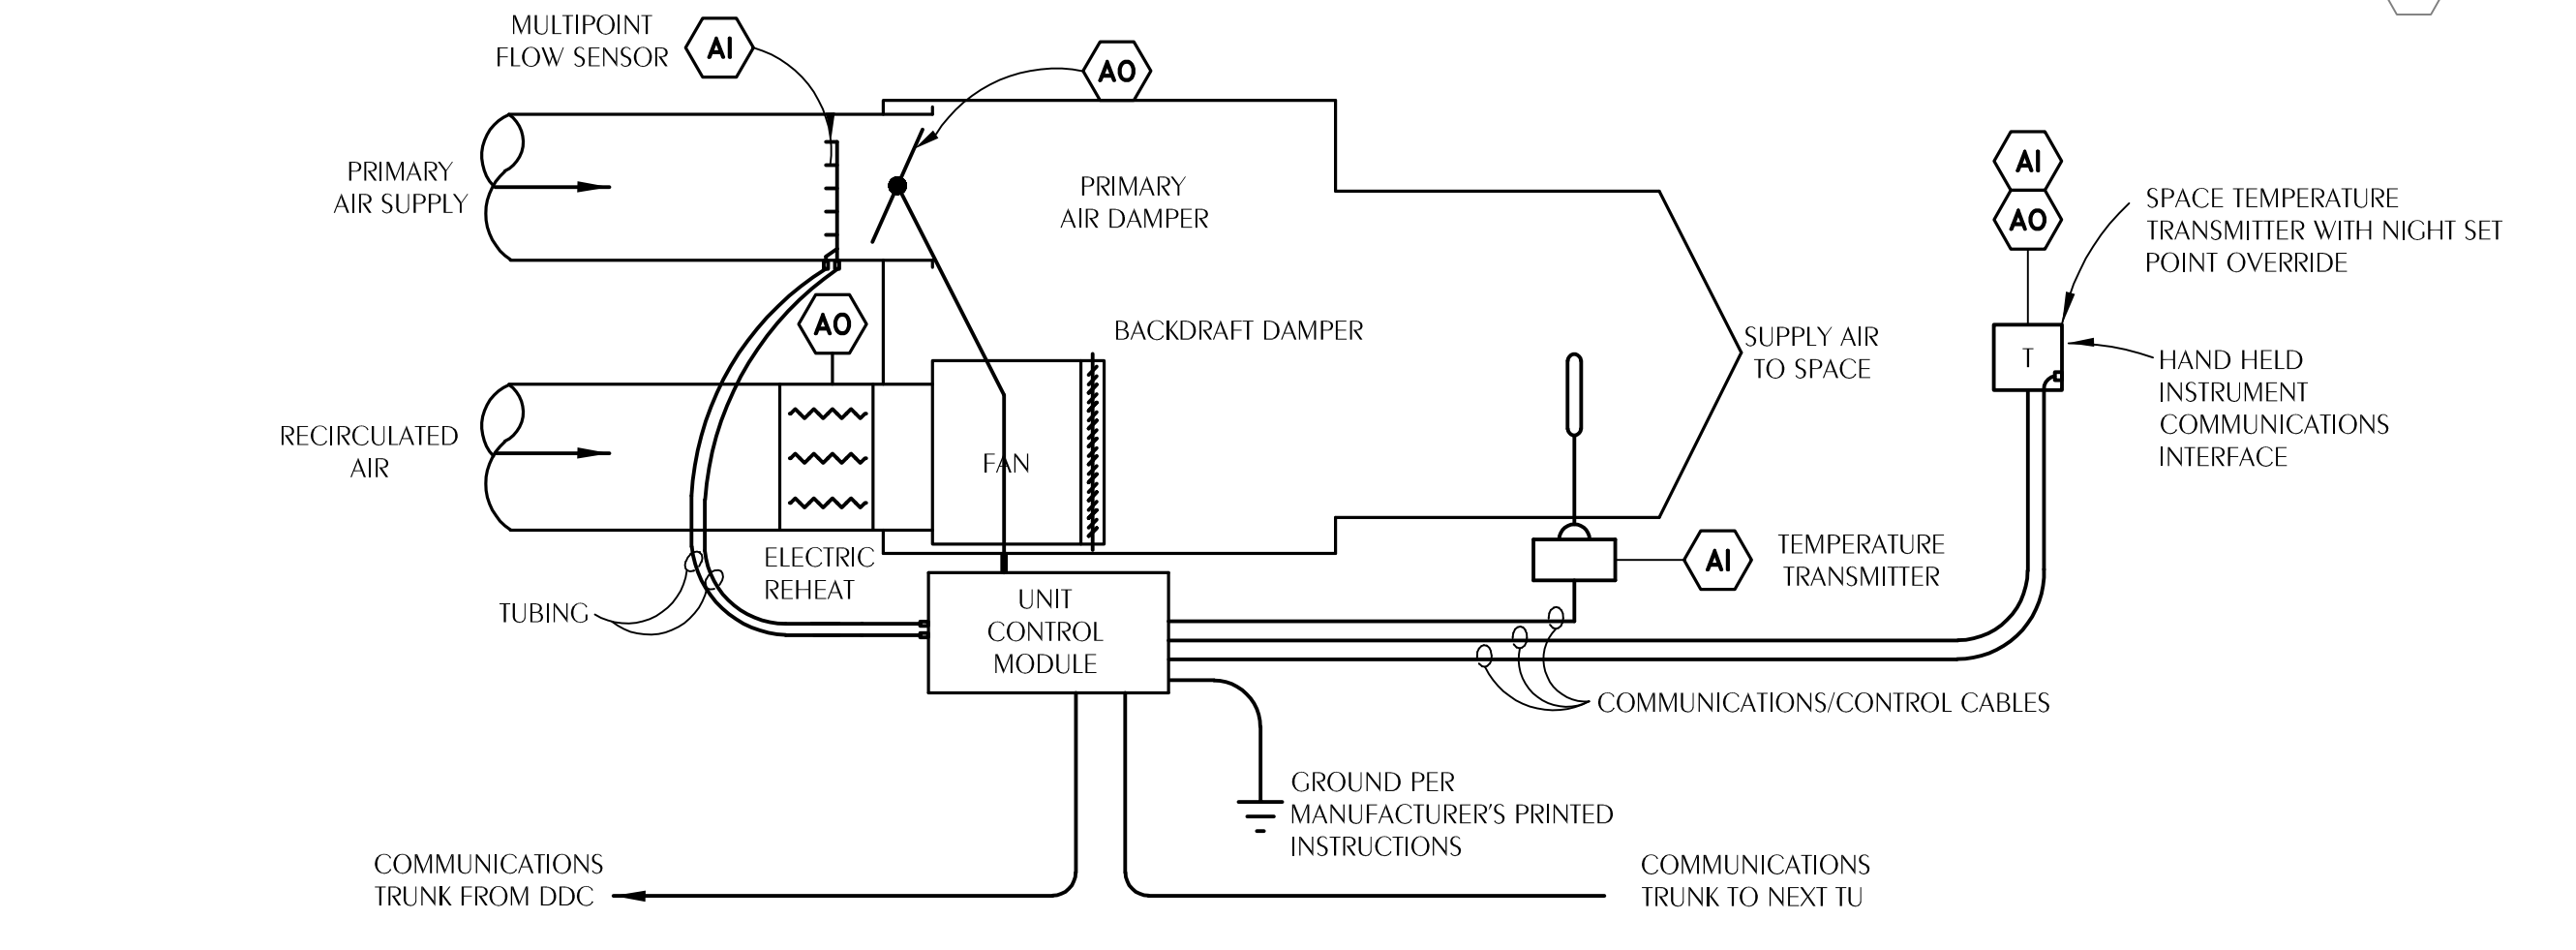 MULTIPOINT
FLOW SENSOR
AI
AO
PRIMARY
AIR SUPPLY
PRIMARY
AIR DAMPER
AI
AO
SPACE TEMPERATURE
TRANSMITTER WITH NIGHT SET
POINT OVERRIDE
AO
BACKDRAFT DAMPER
SUPPLY AIR
TO SPACE
T
HAND HELD
INSTRUMENT
COMMUNICATIONS
INTERFACE
RECIRCULATED
AIR
FAN
ELECTRIC
REHEAT
AI
TEMPERATURE
TRANSMITTER
TUBING
UNIT
CONTROL
MODULE
COMMUNICATIONS/CONTROL CABLES
GROUND PER
MANUFACTURER'S PRINTED
INSTRUCTIONS
COMMUNICATIONS
TRUNK FROM DDC
COMMUNICATIONS
TRUNK TO NEXT TU